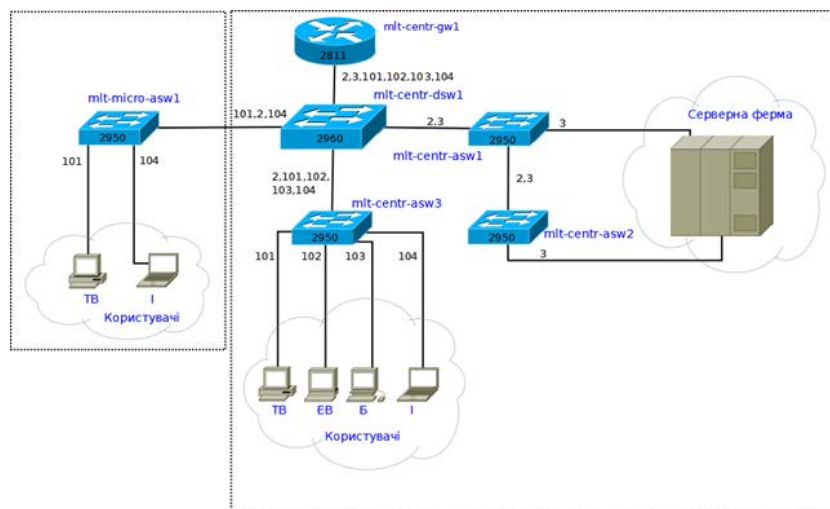 mlt-centr-gw1
2811
2,3,101,102,103,104
mlt-micro-asw1
2950
101,2,104
mlt-centr-dsw1
2960
2,3
2950
mlt-centr-asw1
3
Серверна ферма
101
104
2,101,102,
103,104
2,3
mlt-centr-asw3
2950
2950
mlt-centr-asw2
3
101
102
103
104
ТВ
І
Користувачі
ТВ
ЕВ
Б
І
Користувачі